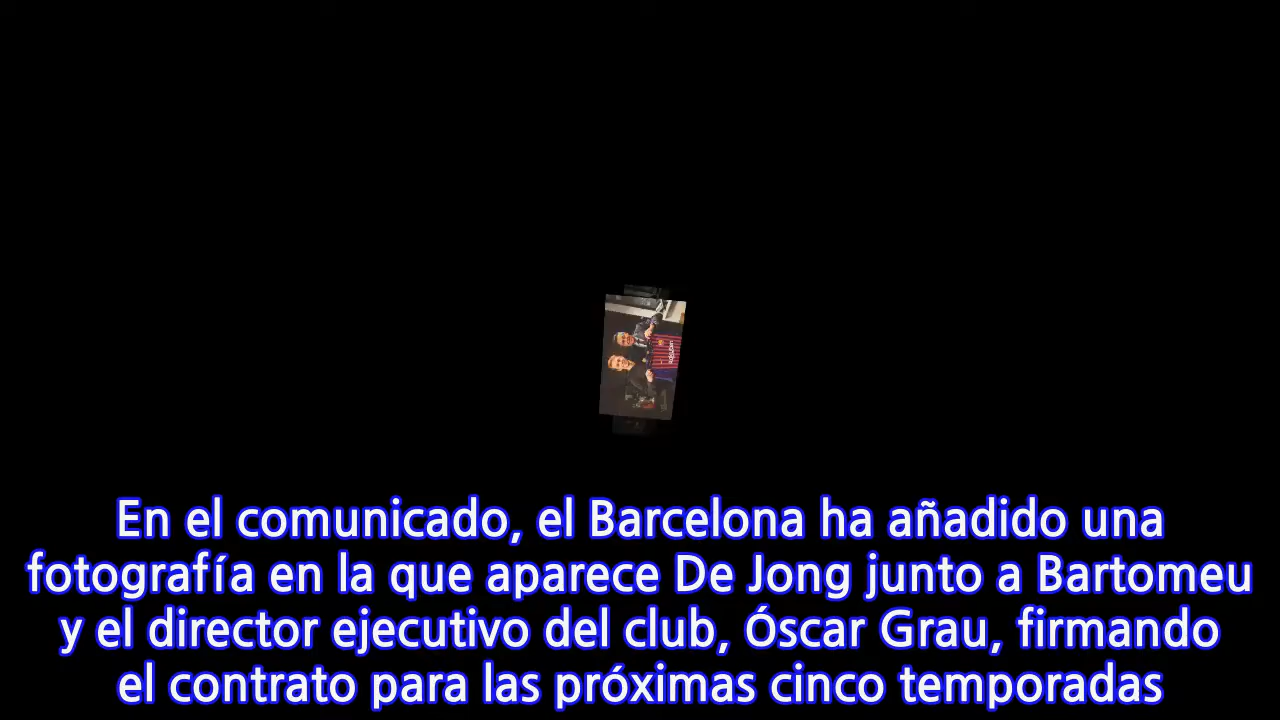 En el comunicado, el Barcelona ha añadido una
fotografía en la que aparece De Jong junto a Bartomeu
y el director ejecutivo del club, Óscar Grau, firmando
el contrato para las próximas cinco temporadas